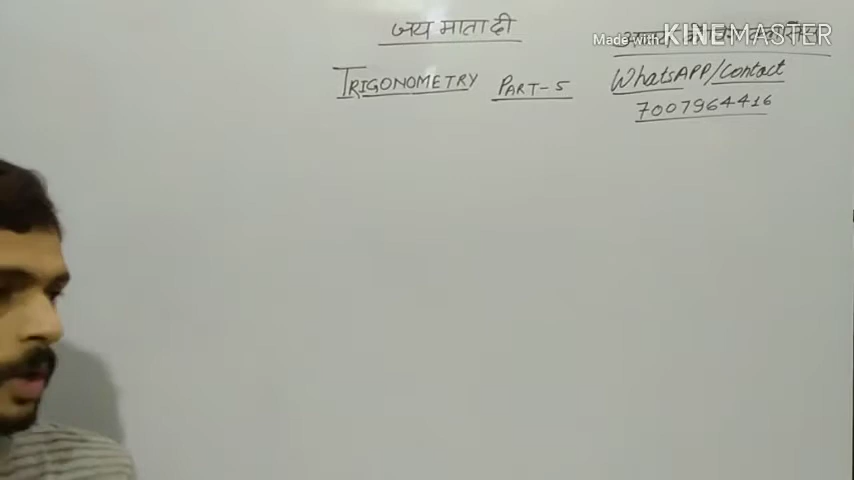 जय माता दी
Made with KINEMASTER
TRIGONOMETRY PART-5
WhatsAPP/Contact
7007964416